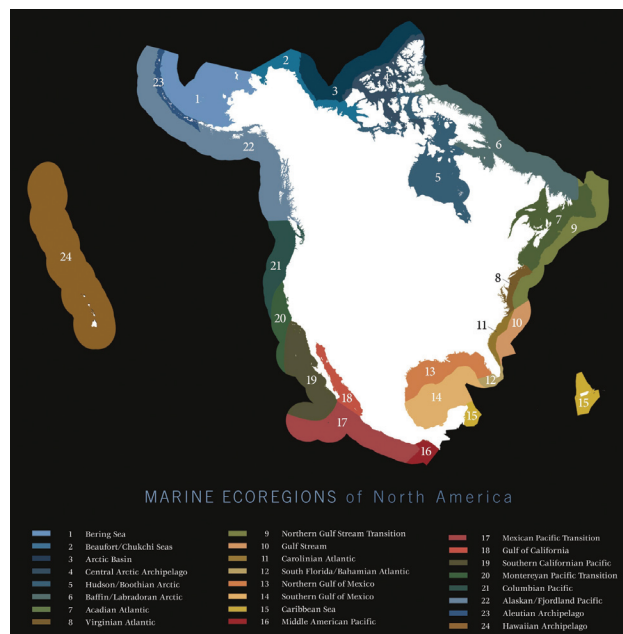 23
2
1
3
4
22
5
6
7
9
24
21
8
20
11
10
19
13
12
18
14
15
15
17
16
MARINE ECOREGIONS of North America
1 Bering Sea
2 Beaufort/Chukchi Seas
3 Arctic Basin
4 Central Arctic Archipelago
5 Hudson/Boothian Arctic
6 Baffin/Labradoran Arctic
7 Acadian Atlantic
8 Virginian Atlantic
9 Northern Gulf Stream Transition
10 Gulf Stream
11 Carolinian Atlantic
12 South Florida/Bahamian Atlantic
13 Northern Gulf of Mexico
14 Southern Gulf of Mexico
15 Caribbean Sea
16 Middle American Pacific
17 Mexican Pacific Transition
18 Gulf of California
19 Southern Californian Pacific
20 Montereyan Pacific Transition
21 Columbian Pacific
22 Alaskan/Fjordland Pacific
23 Aleutian Archipelago
24 Hawaiian Archipelago